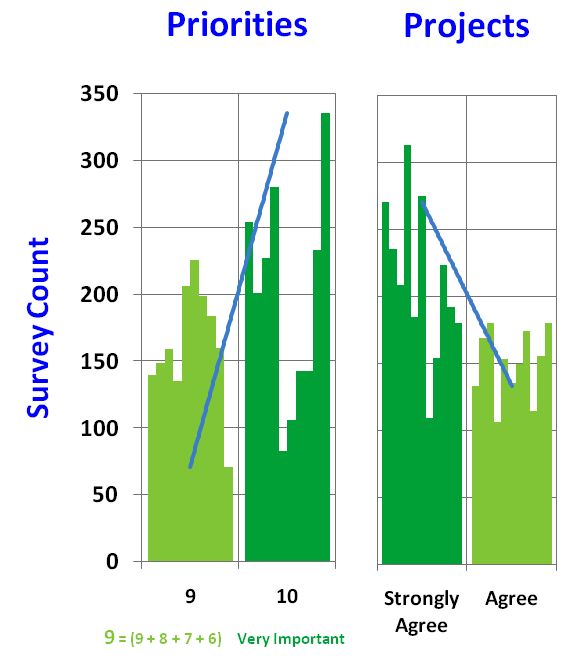 Priorities
Projects
Survey Count
350
300
250
200
150
100
50
0
9
10
Strongly
Agree
Agree
9 = (9 + 8 + 7 + 6)
Very Important